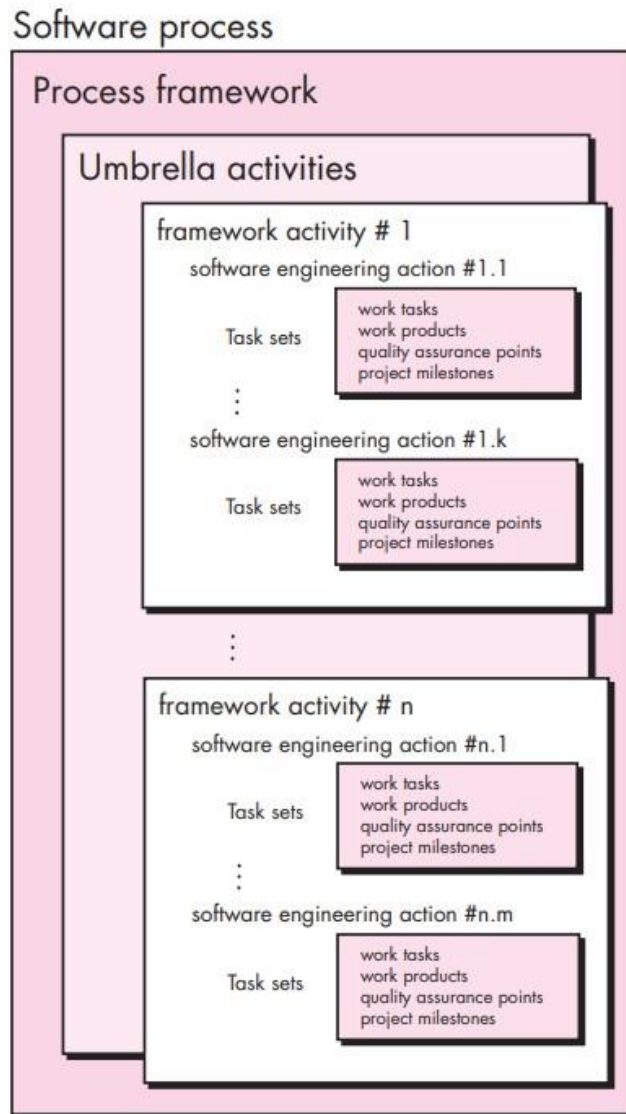 Software process
Process framework
Umbrella activities
framework activity # 1
software engineering action #1.1
Task sets
work tasks
work products
quality assurance points
project milestones
software engineering action #1.k
Task sets
work tasks
work products
quality assurance points
project milestones
framework activity # n
software engineering action #n.1
Task sets
work tasks
work products
quality assurance points
project milestones
software engineering action #n.m
Task sets
work tasks
work products
quality assurance points
project milestones